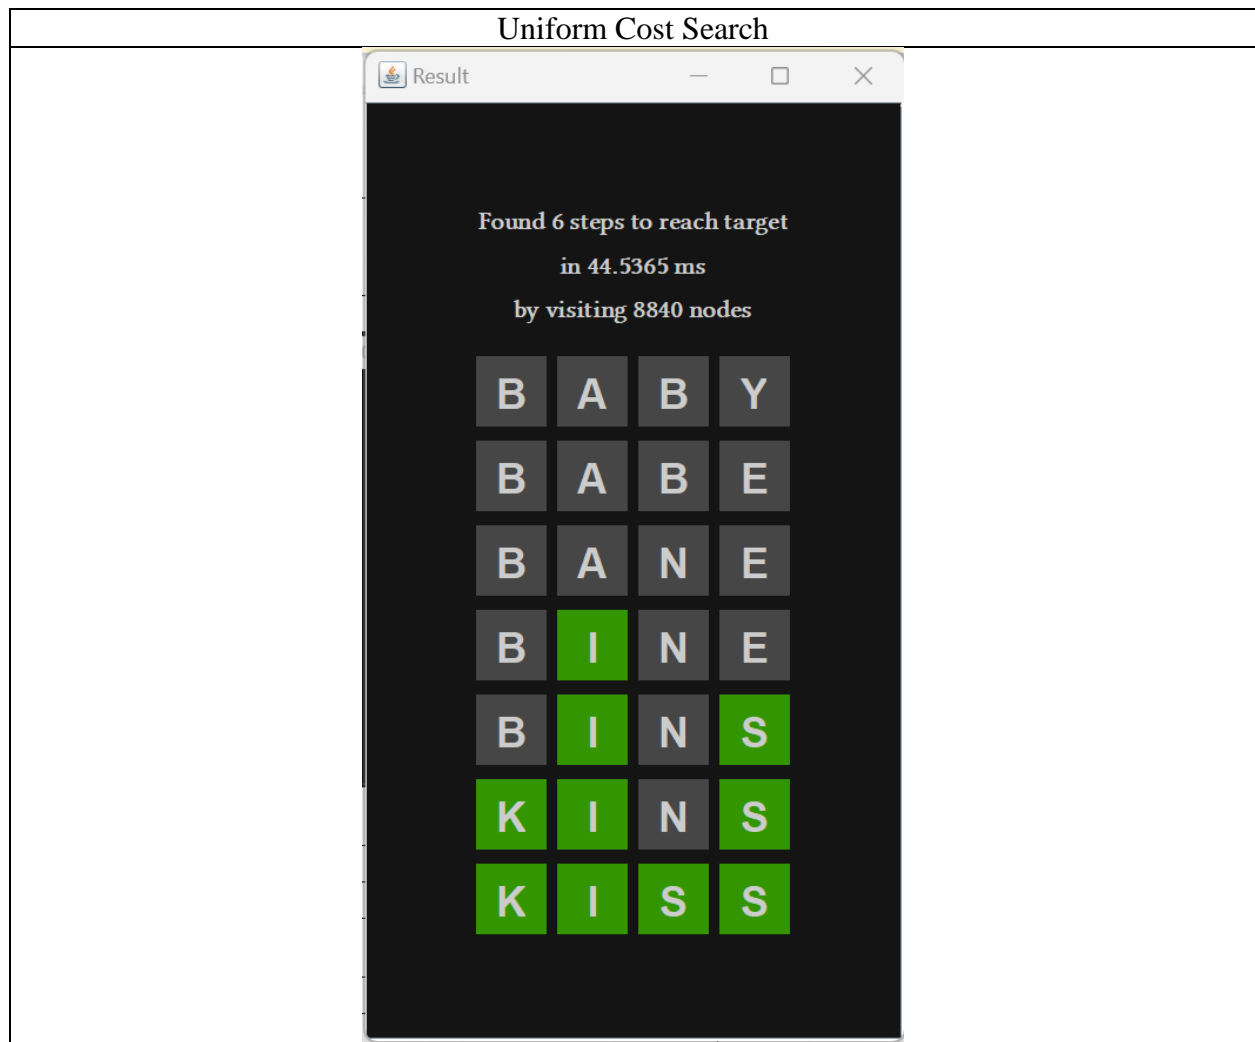 Uniform Cost Search
Result
Found 6 steps to reach target
in 44.5365 ms
by visiting 8840 nodes
B A B Y
B A B E
B A N E
B I N E
B I N S
K I N S
K I S S